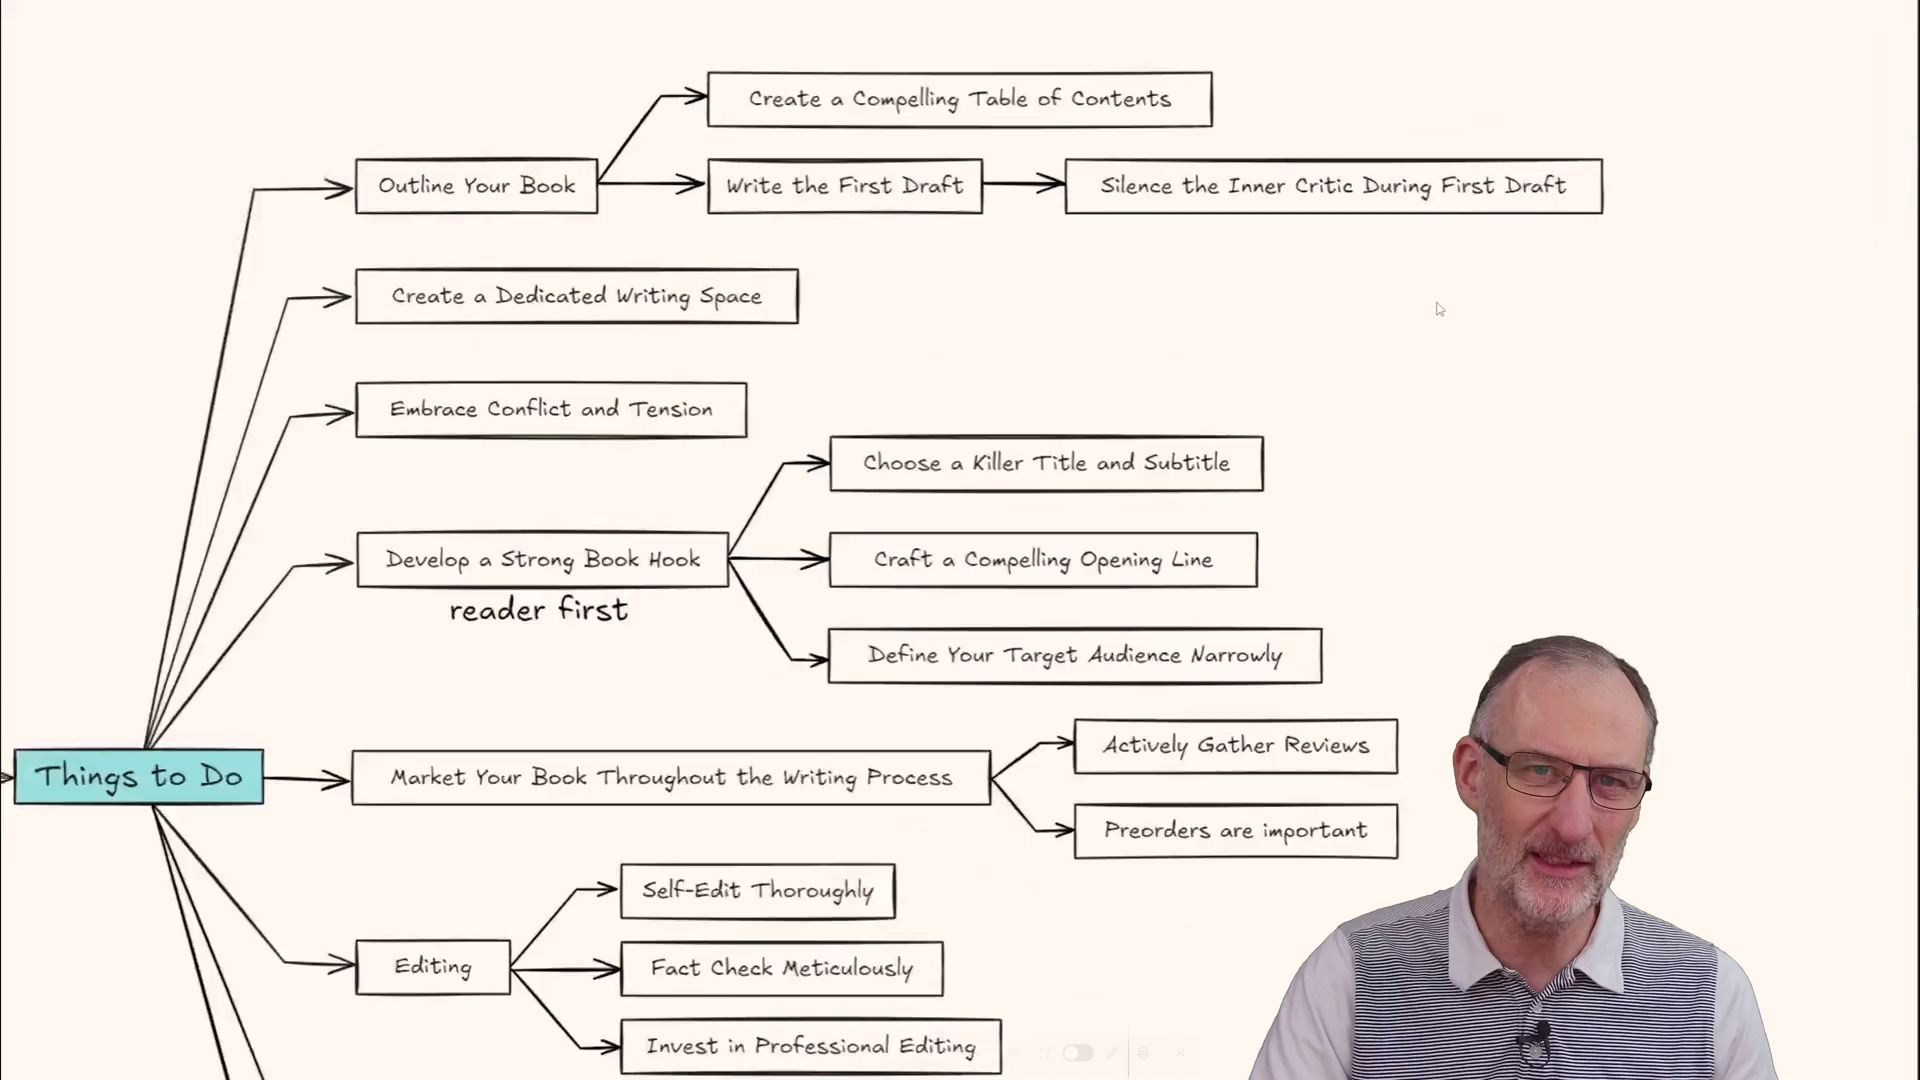 Create a Compelling Table of Contents
Outline Your Book
Write the First Draft
Silence the Inner Critic During First Draft
Create a Dedicated Writing Space
Embrace Conflict and Tension
Choose a Killer Title and Subtitle
Develop a Strong Book Hook
Craft a Compelling Opening Line
reader first
Define Your Target Audience Narrowly
Actively Gather Reviews
Things to Do
Market Your Book Throughout the Writing Process
Preorders are important
Self-Edit Thoroughly
Editing
Fact Check Meticulously
Invest in Professional Editing